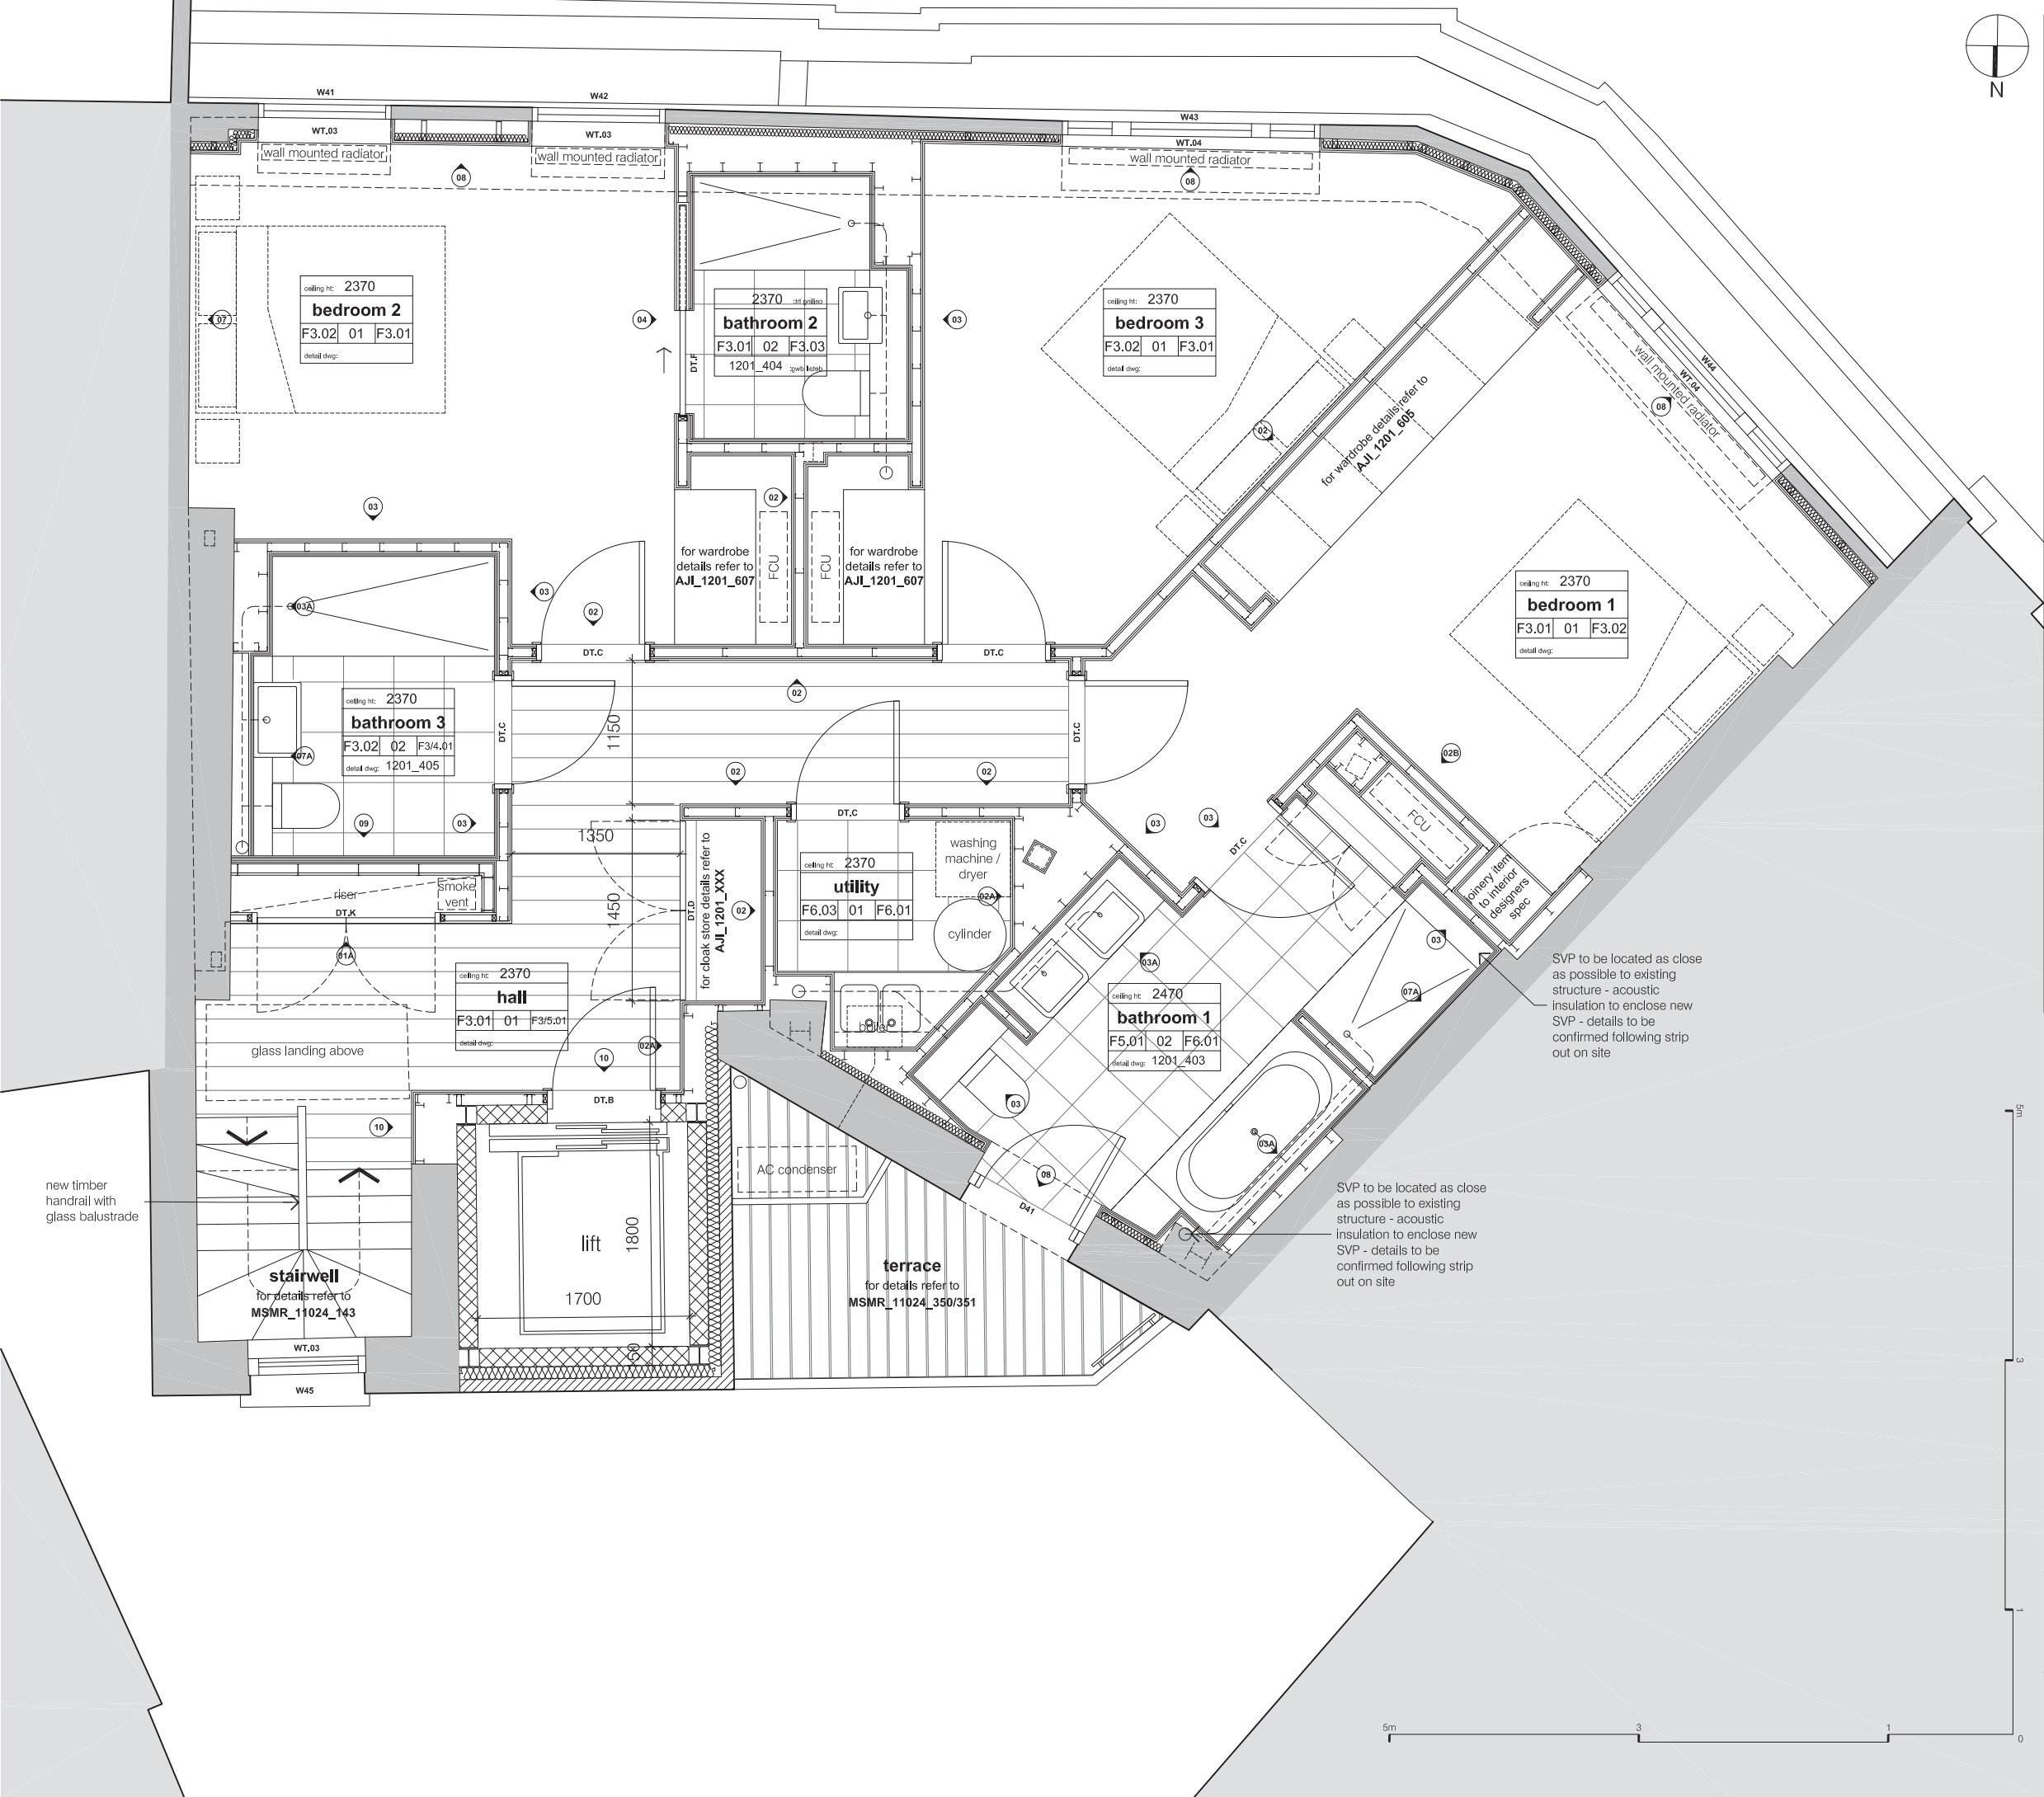 N
W41
W42
W43
WT.03
WT.03
WT.04
wall mounted radiator
wall mounted radiator
wall mounted radiator
08
08
W44
WT.04
wall mounted radiator
08
ceiling ht: 2370
bedroom 2
F3.02 01 F3.01
detail dwg:
07
04
03
ceiling ht: 2370
bathroom 2
F3.01 02 F3.03
1201_404 detail dwg:
DT.F
03
ceiling ht: 2370
bedroom 3
F3.02 01 F3.01
detail dwg:
02
for wardrobe details refer to
AJI_1201_605
02
for wardrobe
details refer to
AJI_1201_607
FCU
FCU
for wardrobe
details refer to
AJI_1201_607
03
02
DT.C
DT.C
ceiling ht: 2370
bedroom 1
F3.01 01 F3.02
detail dwg:
03A
ceiling ht: 2370
bathroom 3
F3.02 02 F3/4.01
detail dwg: 1201_405
07A
09
03
DT.C
02
1150
02
02
DT.C
02B
FCU
joinery item
to interior
designers
spec
03
03
DT.C
1350
1450
DT.D
for cloak store details refer to
AJI_1201_XXX
02
DT.C
ceiling ht: 2370
utility
F6.03 01 F6.01
detail dwg:
washing
machine /
dryer
02A
cylinder
boiler
riser
smoke
vent
DT.K
01A
ceiling ht: 2370
hall
F3.01 01 F3/5.01
detail dwg:
glass landing above
10
02A
DT.B
03A
ceiling ht: 2470
bathroom 1
F5.01 02 F6.01
detail dwg: 1201_403
03
07A
03
03A
08
D41
SVP to be located as close
as possible to existing
structure - acoustic
insulation to enclose new
SVP - details to be
confirmed following strip
out on site
SVP to be located as close
as possible to existing
structure - acoustic
insulation to enclose new
SVP - details to be
confirmed following strip
out on site
10
AC condenser
new timber
handrail with
glass balustrade
lift
1800
1700
50
stairwell
for details refer to
MSMR_11024_143
terrace
for details refer to
MSMR_11024_350/351
WT.03
W45
5m
3
1
5m
3
1
0